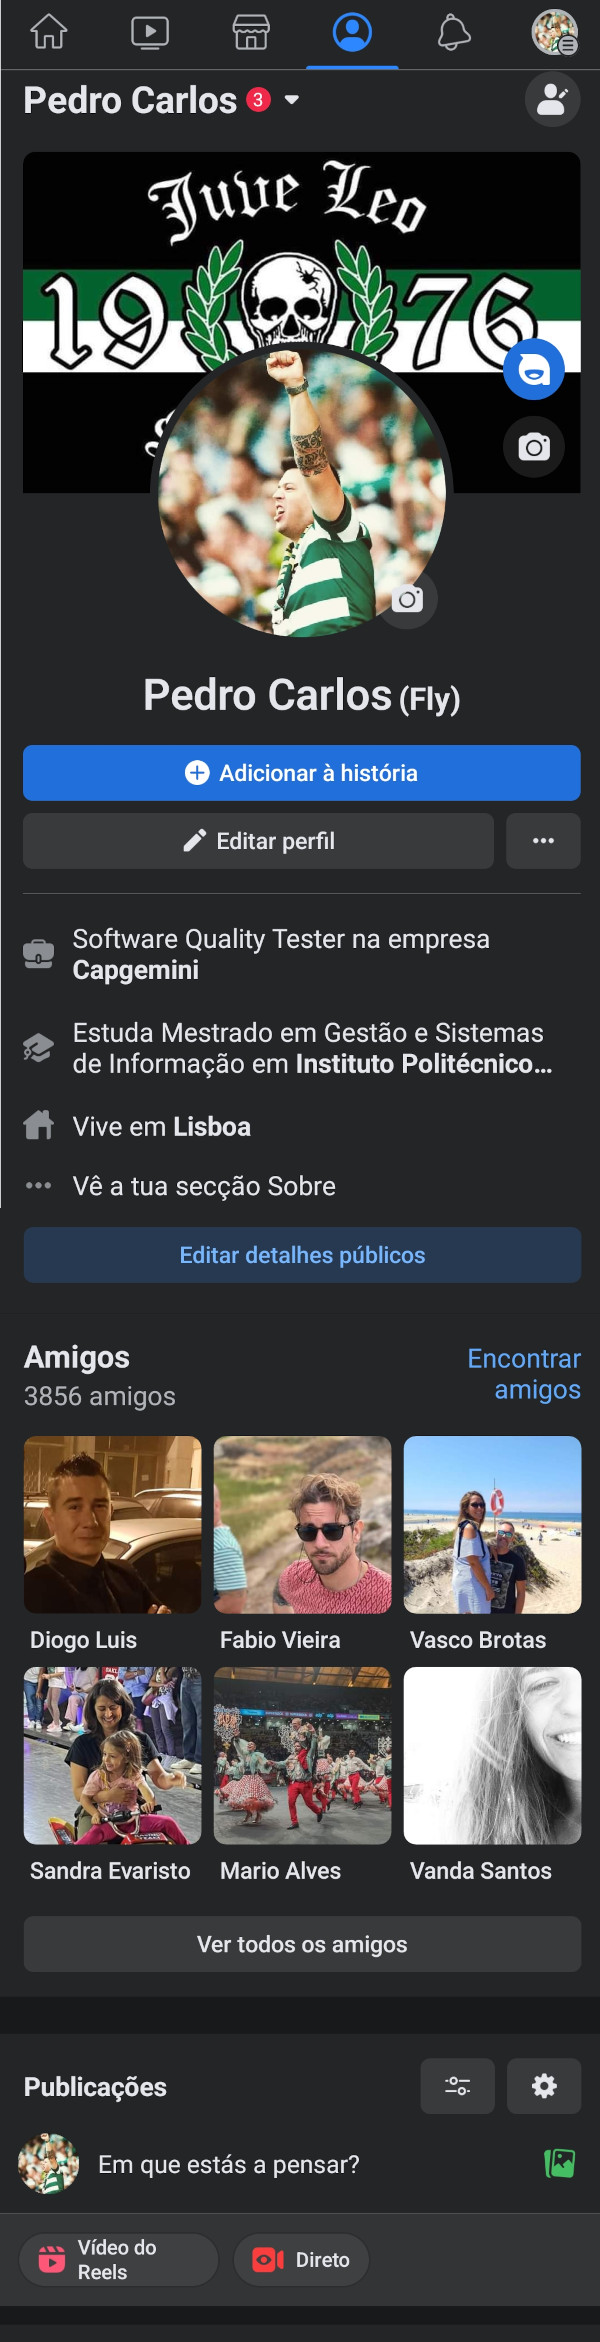 Pedro Carlos 3
Juve Leo
1976
Pedro Carlos (Fly)
Adicionar à história
Editar perfil
Software Quality Tester na empresa
Capgemini
Estuda Mestrado em Gestão e Sistemas
de Informação em Instituto Politécnico...
Vive em Lisboa
Vê a tua secção Sobre
Editar detalhes públicos
Amigos
Encontrar
amigos
3856 amigos
Diogo Luis
Fabio Vieira
Vasco Brotas
Sandra Evaristo
Mario Alves
Vanda Santos
Ver todos os amigos
Publicações
Em que estás a pensar?
Vídeo do
Reels
Direto